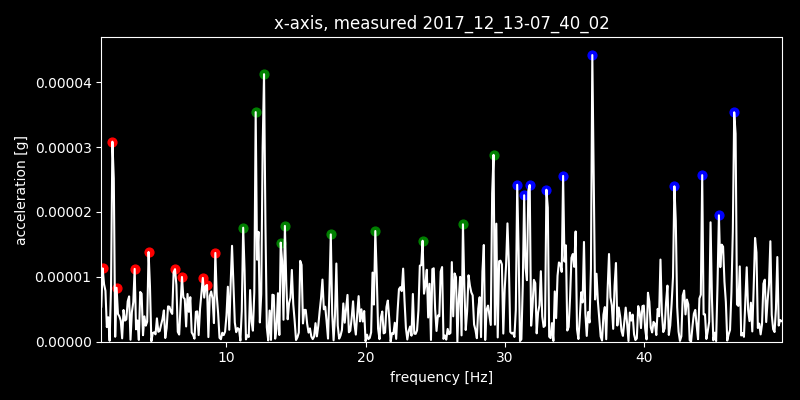 x-axis, measured 2017_12_13-07_40_02
acceleration [g]
0.00004
0.00003
0.00002
0.00001
0.00000
10 20 30 40
frequency [Hz]